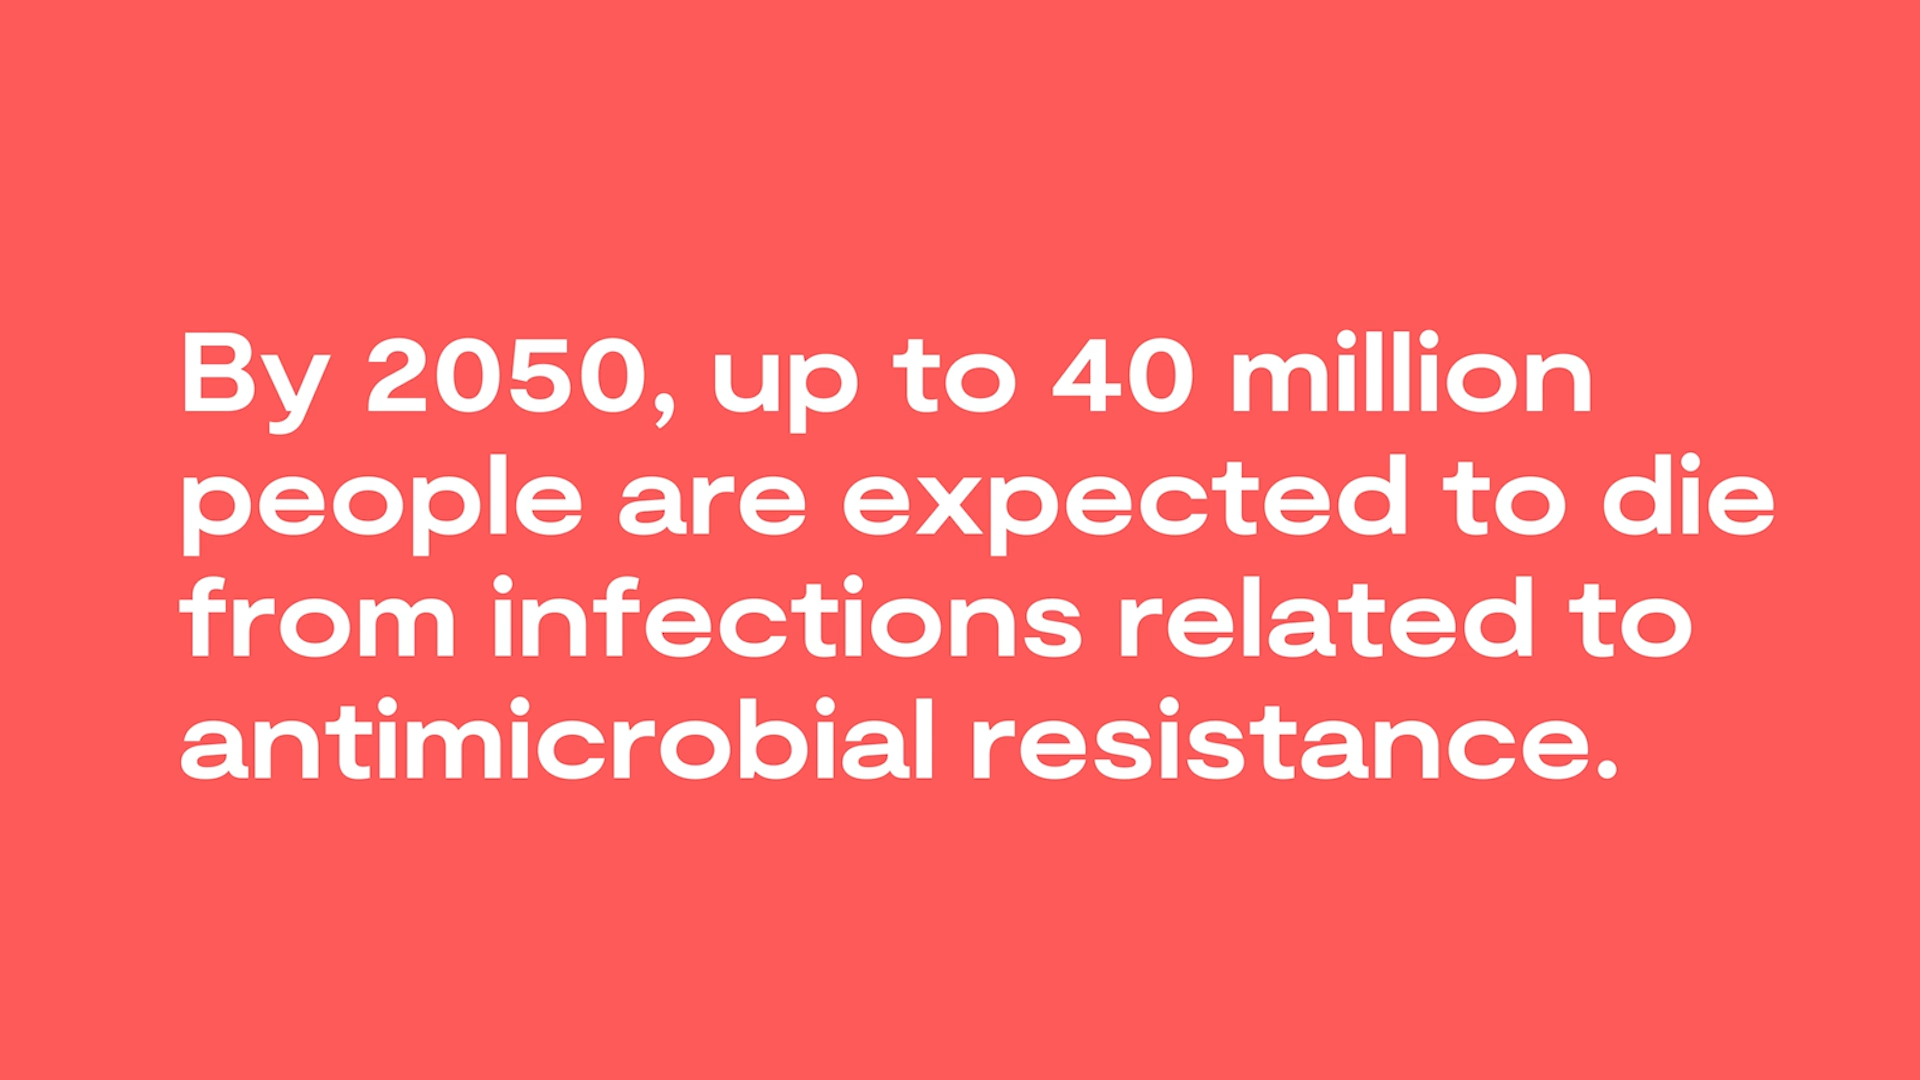 By 2050, up to 40 million
people are expected to die
from infections related to
antimicrobial resistance.